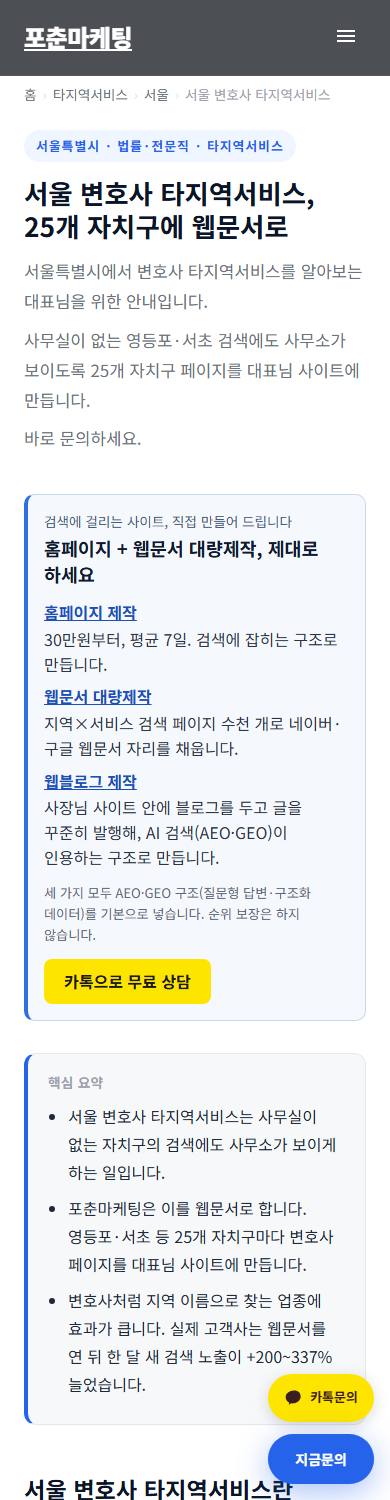 포춘마케팅
홈 › 타지역서비스 › 서울 › 서울 변호사 타지역서비스
서울특별시 · 법률·전문직 · 타지역서비스
서울 변호사 타지역서비스,
25개 자치구에 웹문서로
서울특별시에서 변호사 타지역서비스를 알아보는
대표님을 위한 안내입니다.
사무실이 없는 영등포·서초 검색에도 사무소가
보이도록 25개 자치구 페이지를 대표님 사이트에
만듭니다.
바로 문의하세요.
검색에 걸리는 사이트, 직접 만들어 드립니다
홈페이지 + 웹문서 대량제작, 제대로
하세요
홈페이지 제작
30만원부터, 평균 7일. 검색에 잡히는 구조로
만듭니다.
웹문서 대량제작
지역×서비스 검색 페이지 수천 개로 네이버·
구글 웹문서 자리를 채웁니다.
웹블로그 제작
사장님 사이트 안에 블로그를 두고 글을
꾸준히 발행해, AI 검색(AEO·GEO)이
인용하는 구조로 만듭니다.
세 가지 모두 AEO·GEO 구조(질문형 답변·구조화
데이터)를 기본으로 넣습니다. 순위 보장은 하지
않습니다.
카톡으로 무료 상담
핵심 요약
• 서울 변호사 타지역서비스는 사무실이
없는 자치구의 검색에도 사무소가 보이게
하는 일입니다.
• 포춘마케팅은 이를 웹문서로 합니다.
영등포·서초 등 25개 자치구마다 변호사
페이지를 대표님 사이트에 만듭니다.
• 변호사처럼 지역 이름으로 찾는 업종에
효과가 큽니다. 실제 고객사는 웹문서를
연 뒤 한 달 새 검색 노출이 +200~337%
늘었습니다.
카톡문의
지금문의
서울 변호사 타지역서비스란